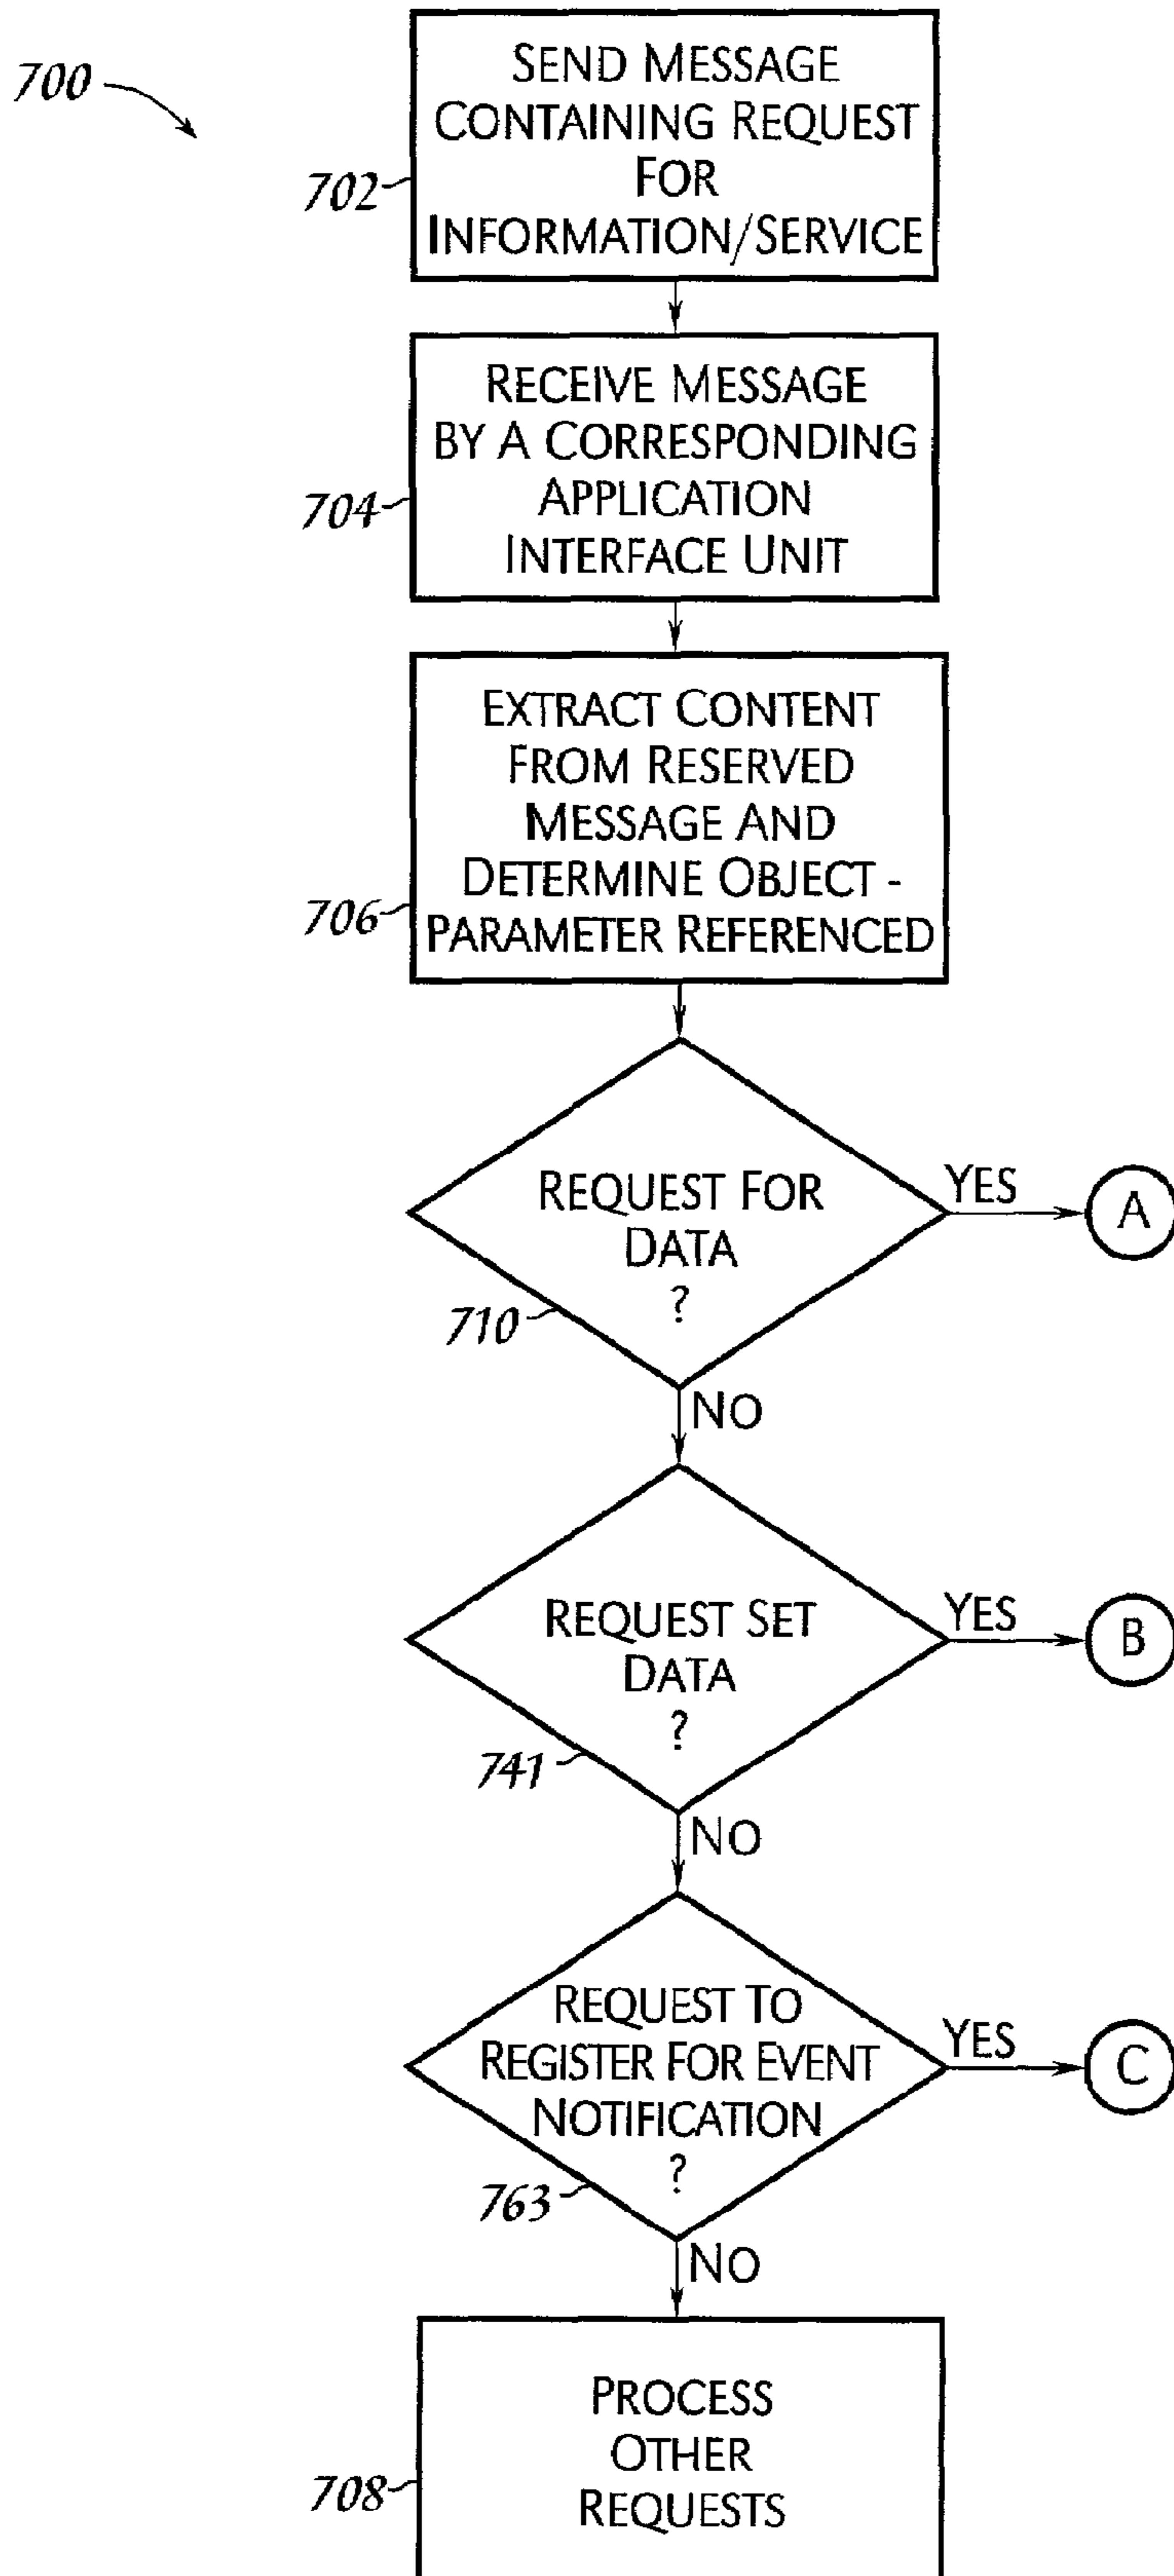 700
SEND MESSAGE
CONTAINING REQUEST
FOR
INFORMATION/SERVICE
702
RECEIVE MESSAGE
BY A CORRESPONDING
APPLICATION
INTERFACE UNIT
704
EXTRACT CONTENT
FROM RESERVED
MESSAGE AND
DETERMINE OBJECT -
PARAMETER REFERENCED
706
REQUEST FOR
DATA
?
710
YES
A
NO
REQUEST SET
DATA
?
741
YES
B
NO
REQUEST TO
REGISTER FOR EVENT
NOTIFICATION
?
763
YES
C
NO
PROCESS
OTHER
REQUESTS
708